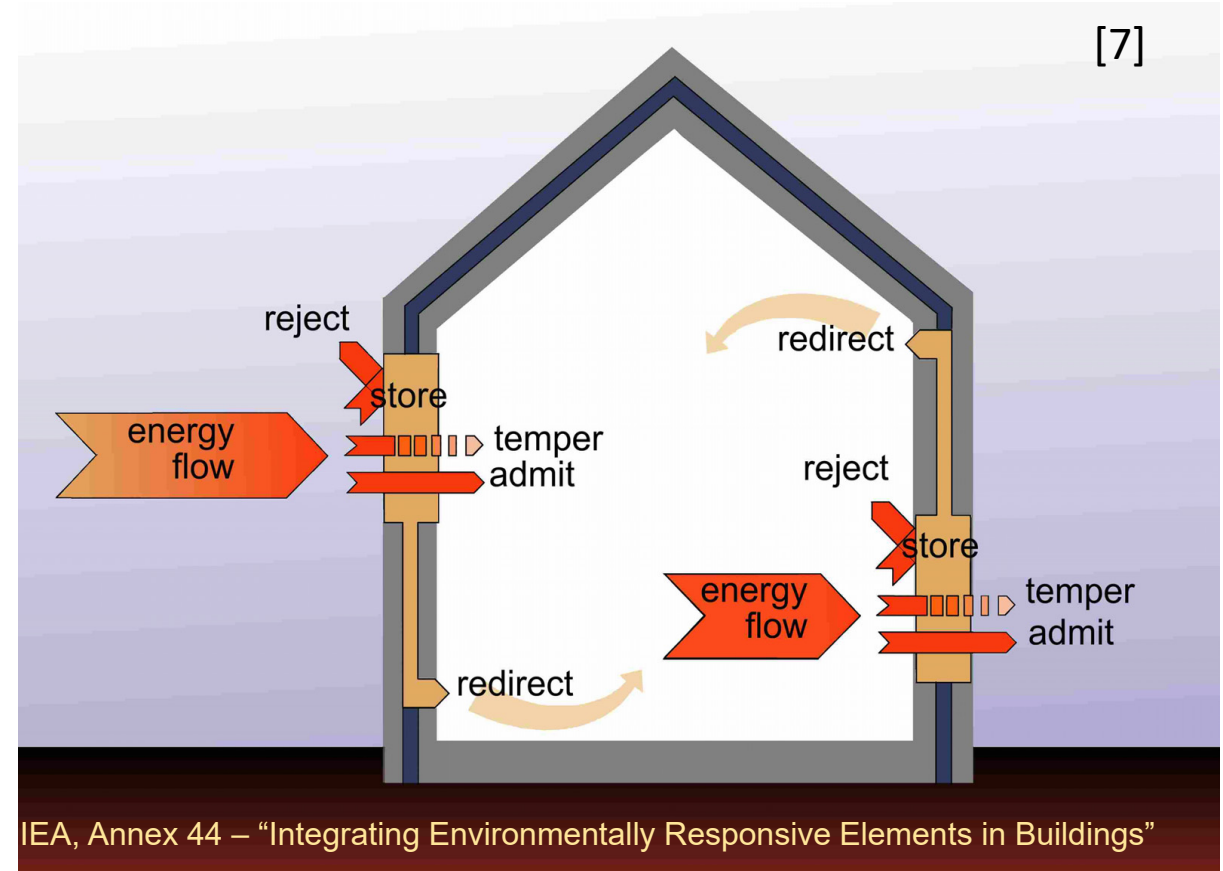 [7]
reject
store
energy
flow
temper
admit
redirect
redirect
reject
store
energy
flow
temper
admit
IEA, Annex 44 – “Integrating Environmentally Responsive Elements in Buildings”